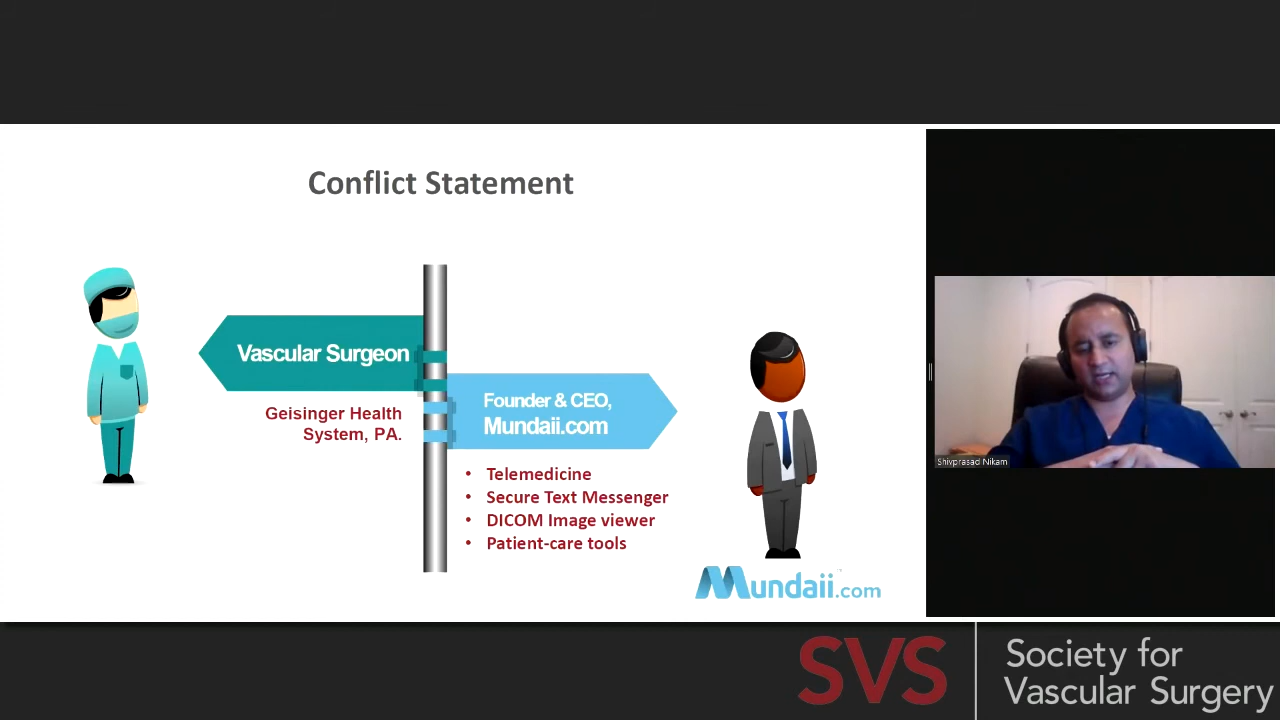 Conflict Statement
Vascular Surgeon
Geisinger Health
System, PA.
Founder & CEO,
Mundaii.com
• Telemedicine
• Secure Text Messenger
• DICOM Image viewer
• Patient-care tools
Mundaii.com
Shivprasad Nikam
SVS
Society for
Vascular Surgery